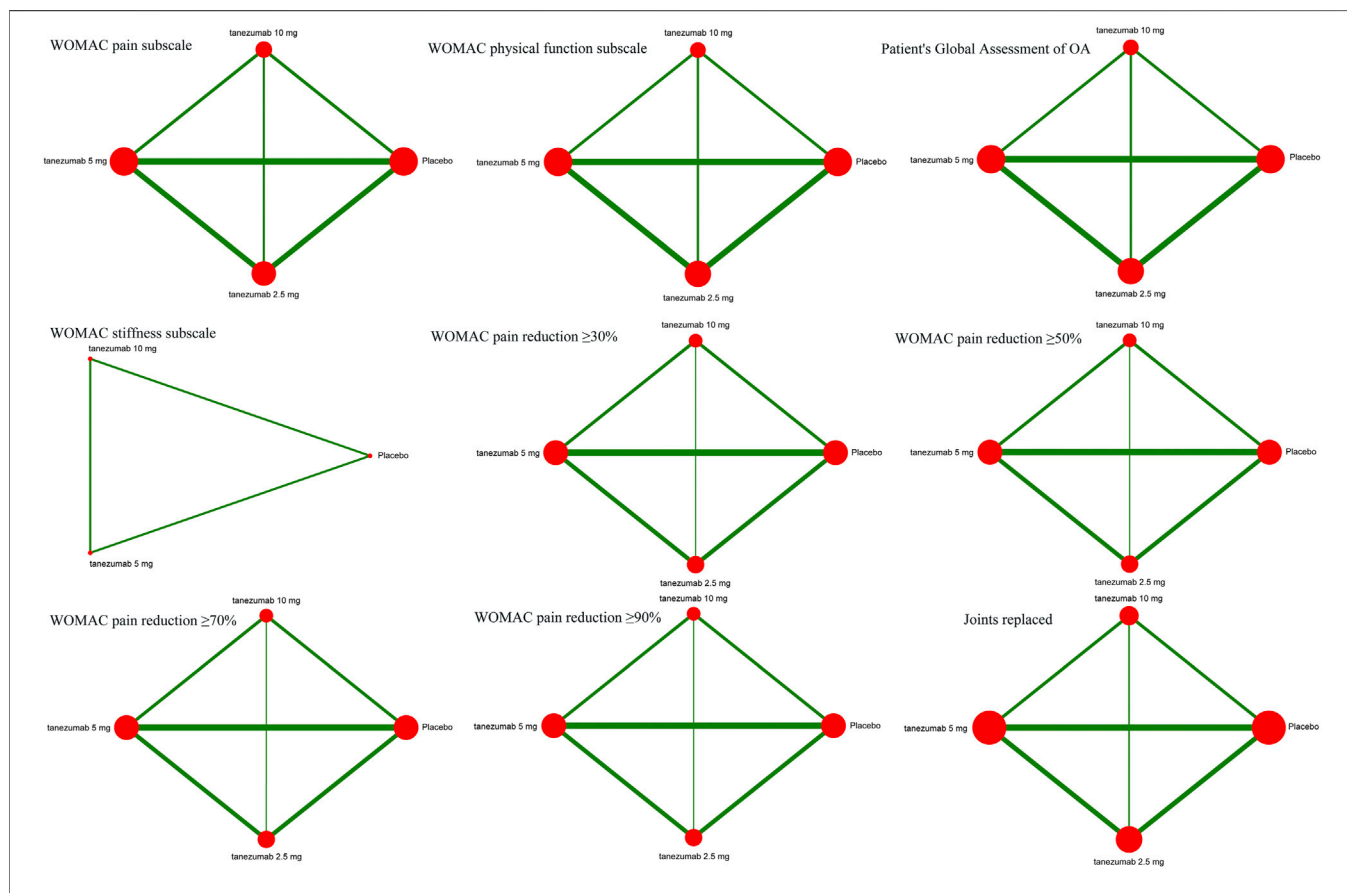 WOMAC pain subscale
tanezumab 10 mg
tanezumab 5 mg
Placebo
tanezumab 2.5 mg
WOMAC physical function subscale
tanezumab 10 mg
tanezumab 5 mg
Placebo
tanezumab 2.5 mg
Patient's Global Assessment of OA
tanezumab 10 mg
tanezumab 5 mg
Placebo
tanezumab 2.5 mg
WOMAC stiffness subscale
tanezumab 10 mg
Placebo
tanezumab 5 mg
WOMAC pain reduction ≥30%
tanezumab 10 mg
tanezumab 5 mg
Placebo
tanezumab 2.5 mg
WOMAC pain reduction ≥50%
tanezumab 10 mg
tanezumab 5 mg
Placebo
tanezumab 2.5 mg
WOMAC pain reduction ≥70%
tanezumab 10 mg
tanezumab 5 mg
Placebo
tanezumab 2.5 mg
WOMAC pain reduction ≥90%
tanezumab 10 mg
tanezumab 5 mg
Placebo
tanezumab 2.5 mg
Joints replaced
tanezumab 10 mg
tanezumab 5 mg
Placebo
tanezumab 2.5 mg